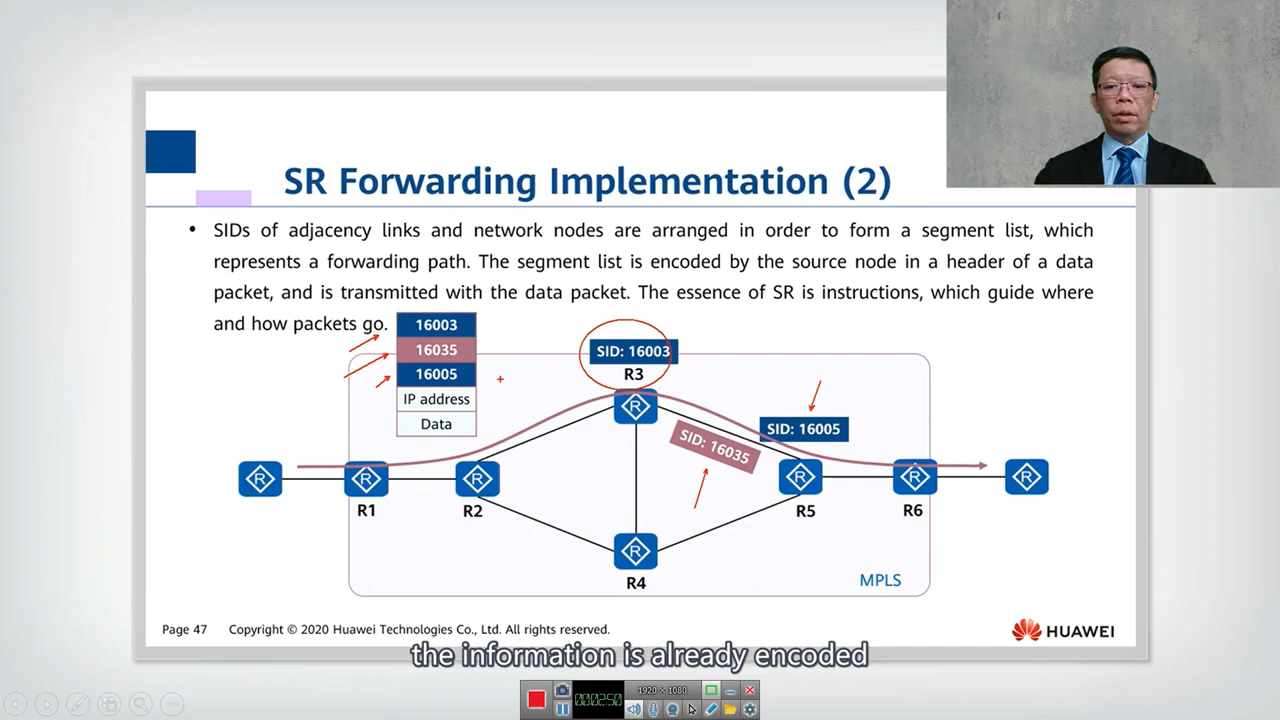 SR Forwarding Implementation (2)
• SIDs of adjacency links and network nodes are arranged in order to form a segment list, which
represents a forwarding path. The segment list is encoded by the source node in a header of a data
packet, and is transmitted with the data packet. The essence of SR is instructions, which guide where
and how packets go.
16003
16035
16005
IP address
Data
SID: 16003
R3
SID: 16005
SID: 16035
R
R
R
R
R
R
R
R
R1
R2
R5
R6
R4
MPLS
Page 47 Copyright © 2020 Huawei Technologies Co., Ltd. All rights reserved.
HUAWEI
the information is already encoded
00:02:50
1920 × 1080